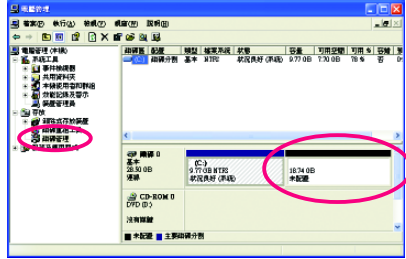 電腦管理
檔案(F) 執行(A) 檢視(V) 視窗(W) 說明(H)
電腦管理 (本機)
系統工具
事件檢視器
共用資料夾
本機使用者和群組
效能記錄及警示
裝置管理員
存放
卸除式存放裝置
磁碟重組工具
磁碟管理
磁碟區 配置 類型 檔案系統 狀態 容量 可用空間 可用 % 容錯
(C:) 磁碟分割 基本 NTFS 狀況良好 (系統) 9.77 GB 7.70 GB 78 % 否
磁碟 0
基本
28.50 GB
連線
(C:)
9.77 GB NTFS
狀況良好 (系統)
18.74 GB
未配置
CD-ROM 0
DVD (D:)
沒有媒體
未配置 主要磁碟分割